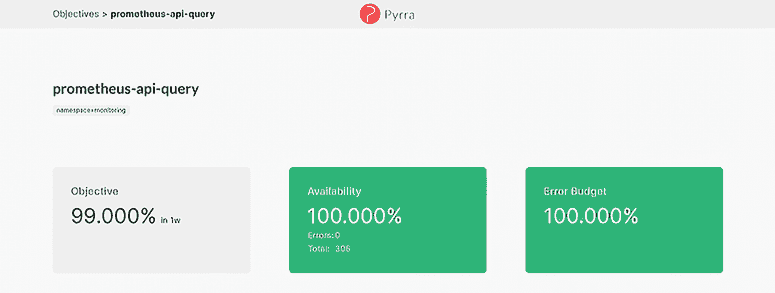 Objectives > prometheus-api-query
Pyrra
prometheus-api-query
namespace=monitoring
Objective
99.000% in 1w
Availability
100.000%
Errors: 0
Total: 305
Error Budget
100.000%